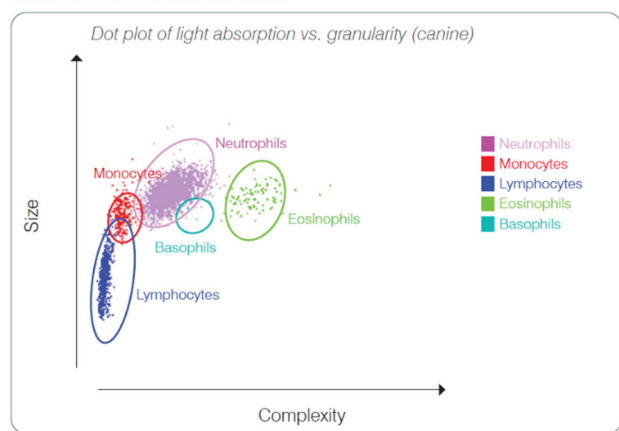 Dot plot of light absorption vs. granularity (canine)
Neutrophils
Monocytes
Eosinophils
Basophils
Lymphocytes
Size
Complexity
Neutrophils
Monocytes
Lymphocytes
Eosinophils
Basophils